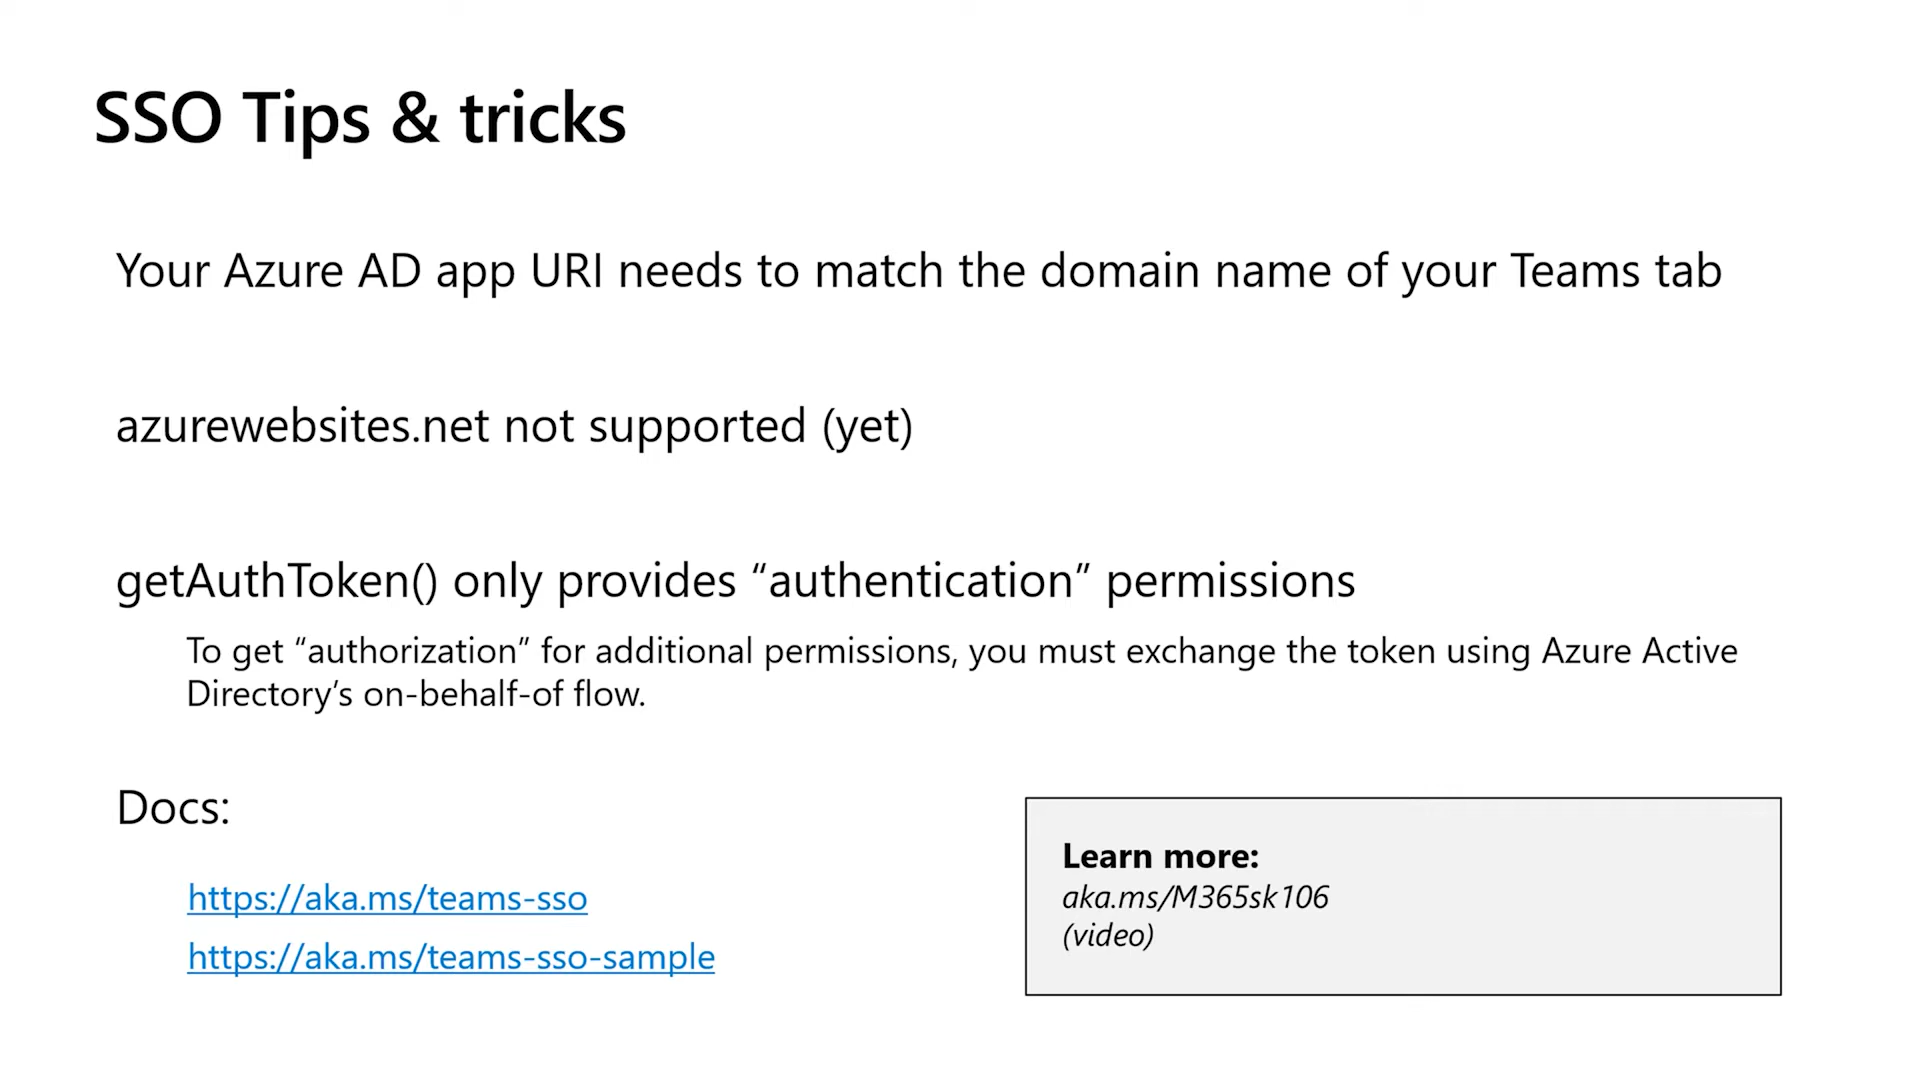 SSO Tips & tricks
Your Azure AD app URI needs to match the domain name of your Teams tab
azurewebsites.net not supported (yet)
getAuthToken() only provides “authentication” permissions
To get “authorization” for additional permissions, you must exchange the token using Azure Active
Directory’s on-behalf-of flow.
Docs:
https://aka.ms/teams-sso
https://aka.ms/teams-sso-sample
Learn more:
aka.ms/M365sk106
(video)